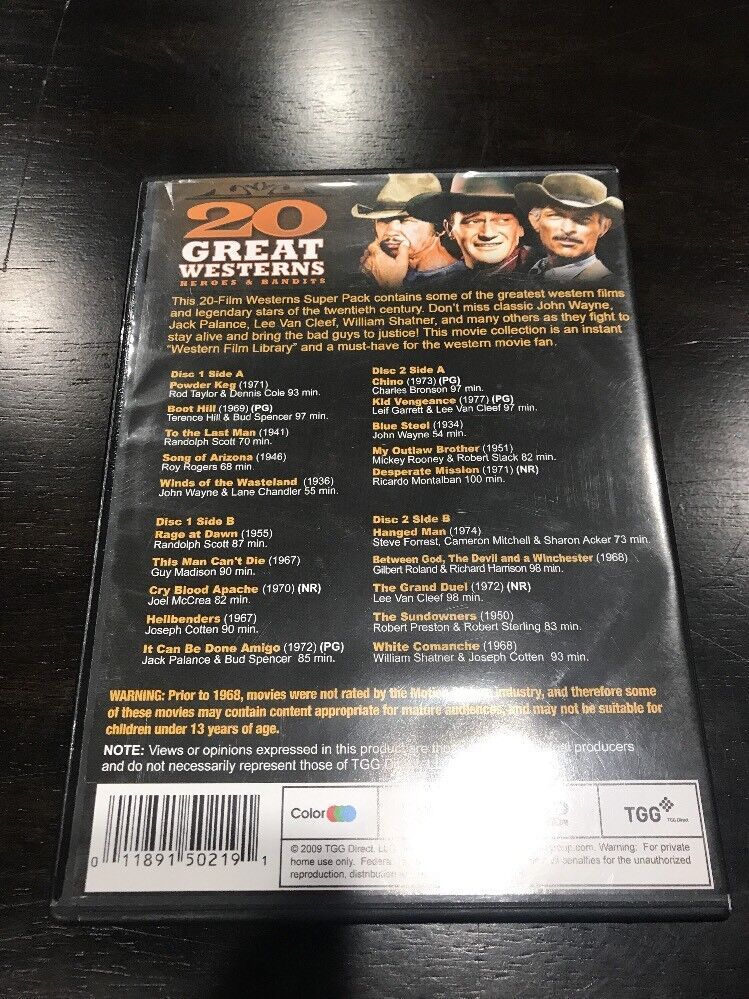 20
GREAT
WESTERNS
HEROES & BANDITS
This 20-Film Westerns Super Pack contains some of the greatest western films
and legendary stars of the twentieth century. Don't miss classic John Wayne,
Jack Palance, Lee Van Cleef, William Shatner, and many others as they fight to
stay alive and bring the bad guys to justice! This movie collection is an instant
"Western Film Library" and a must-have for the western movie fan.
Disc 1 Side A
Powder Keg (1971)
Rod Taylor & Dennis Cole 93 min.
Boot Hill (1969) (PG)
Terence Hill & Bud Spencer 97 min.
To the Last Man (1941)
Randolph Scott 70 min.
Song of Arizona (1946)
Roy Rogers 68 min.
Winds of the Wasteland (1936)
John Wayne & Lane Chandler 55 min.
Disc 1 Side B
Rage at Dawn (1955)
Randolph Scott 87 min.
This Man Can't Die (1967)
Guy Madison 90 min.
Cry Blood Apache (1970) (NR)
Joel McCrea 82 min.
Hellbenders (1967)
Joseph Cotten 90 min.
It Can Be Done Amigo (1972) (PG)
Jack Palance & Bud Spencer 85 min.
Disc 2 Side A
Chino (1973) (PG)
Charles Bronson 97 min.
Kid Vengeance (1977) (PG)
Leif Garrett & Lee Van Cleef 97 min.
Blue Steel (1934)
John Wayne 54 min.
My Outlaw Brother (1951)
Mickey Rooney & Robert Stack 82 min.
Desperate Mission (1971) (NR)
Ricardo Montalban 100 min.
Disc 2 Side B
Hanged Man (1974)
Steve Forrest, Cameron Mitchell & Sharon Acker 73 min.
Between God, The Devil and a Winchester (1968)
Gilbert Roland & Richard Harrison 98 min.
The Grand Duel (1972) (NR)
Lee Van Cleef 98 min.
The Sundowners (1950)
Robert Preston & Robert Sterling 83 min.
White Comanche (1968)
William Shatner & Joseph Cotten 93 min.
WARNING: Prior to 1968, movies were not rated by the Motion Picture Industry, and therefore some
of these movies may contain content appropriate for mature audiences, and may not be suitable for
children under 13 years of age.
NOTE: Views or opinions expressed in this product are producers
and do not necessarily represent those of TGG Direct
0 11891 50219 1
Color
TGG
TGG Direct
© 2009 TGG Direct, LLC Warning: For private
home use only. Federal penalties for the unauthorized
reproduction,